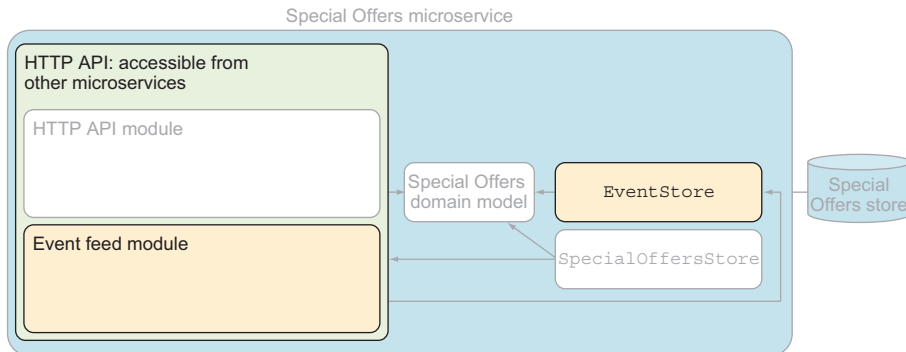 Special Offers microservice
HTTP API: accessible from
other microservices
HTTP API module
Special Offers
domain model
EventStore
Special
Offers store
Event feed module
SpecialOffersStore